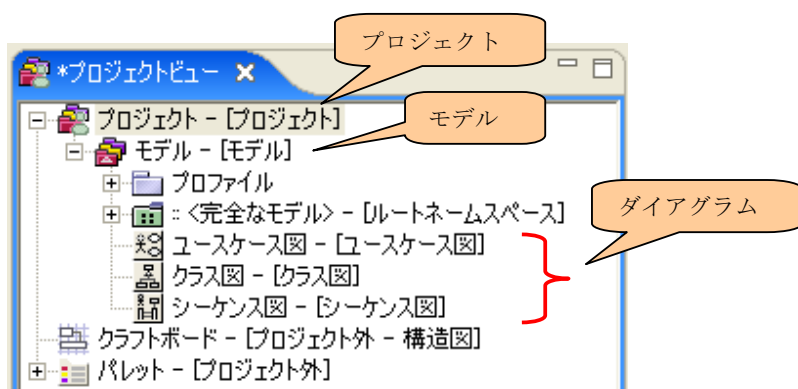 プロジェクト
*プロジェクトビュー
プロジェクト - [プロジェクト]
モデル
モデル - [モデル]
プロファイル
:: <完全なモデル> - [ルートネームスペース]
ダイアグラム
ユースケース図 - [ユースケース図]
クラス図 - [クラス図]
シーケンス図 - [シーケンス図]
クラフトボード - [プロジェクト外 - 構造図]
パレット - [プロジェクト外]